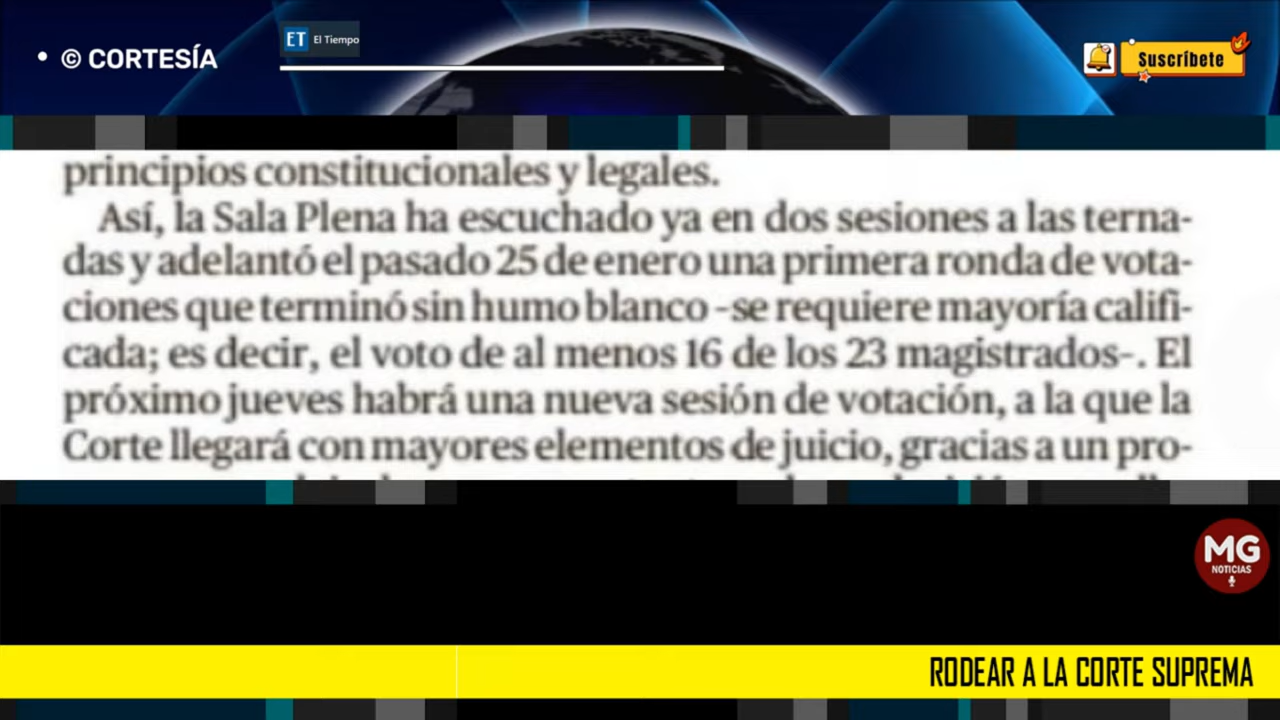 • © CORTESÍA
ET El Tiempo
Suscríbete
principios constitucionales y legales.
Así, la Sala Plena ha escuchado ya en dos sesiones a las terna-
das y adelantó el pasado 25 de enero una primera ronda de vota-
ciones que terminó sin humo blanco -se requiere mayoría califi-
cada; es decir, el voto de al menos 16 de los 23 magistrados-. El
próximo jueves habrá una nueva sesión de votación, a la que la
Corte llegará con mayores elementos de juicio, gracias a un pro-
MG
NOTICIAS
RODEAR A LA CORTE SUPREMA